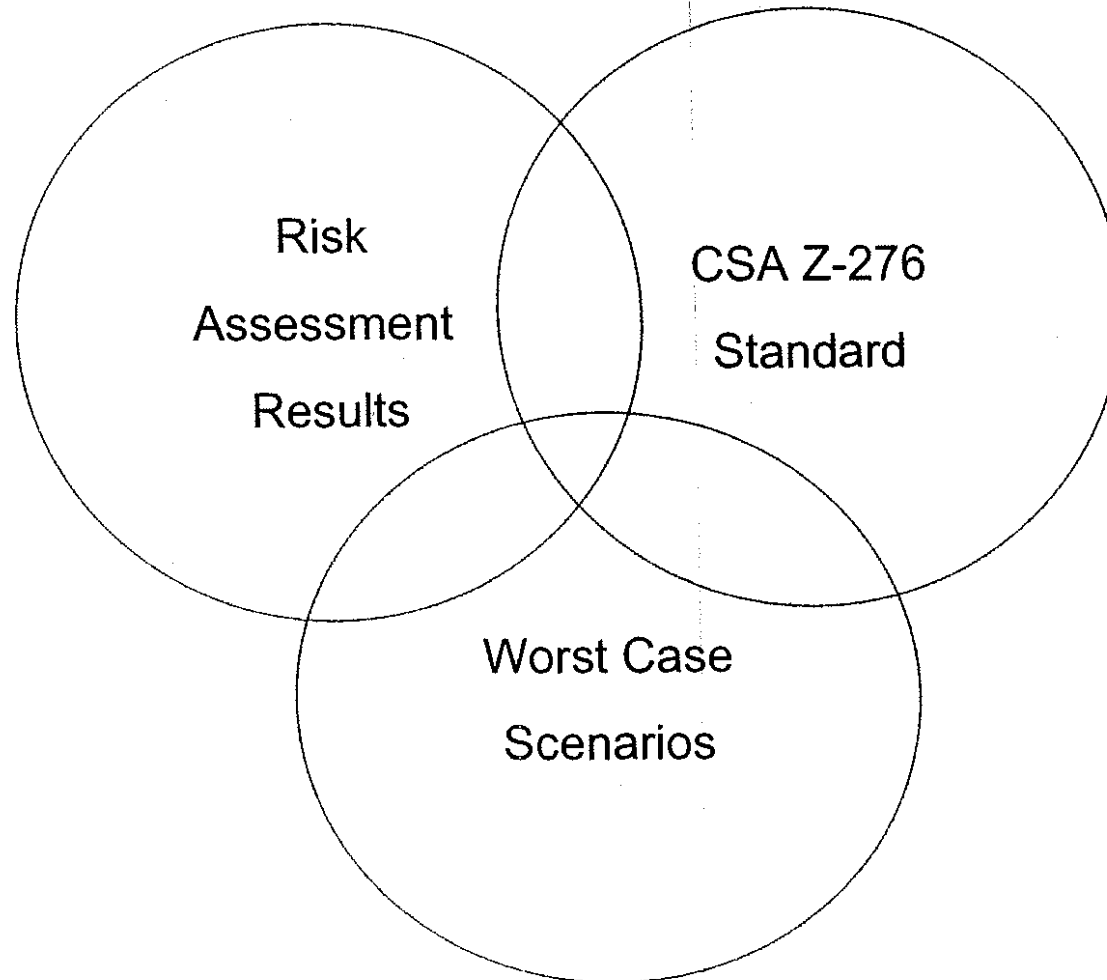 Risk
Assessment
Results
CSA Z-276
Standard
Worst Case
Scenarios